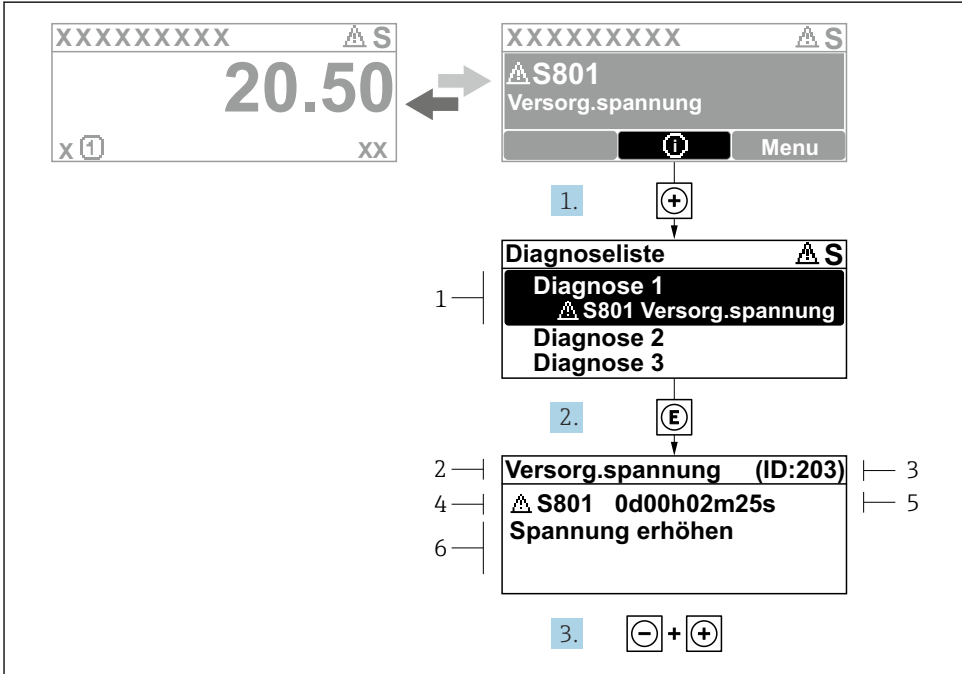 XXXXXXXXX ⚠ S
20.50
x ① XX
XXXXXXXXX ⚠ S
⚠ S801
Versorg.spannung
ⓘ Menu
1. ⊕
Diagnoseliste ⚠ S
1
Diagnose 1
⚠ S801 Versorg.spannung
Diagnose 2
Diagnose 3
2. Ⓔ
2 Versorg.spannung (ID:203) 3
4 ⚠ S801 0d00h02m25s 5
6 Spannung erhöhen
3. ⊖ + ⊕